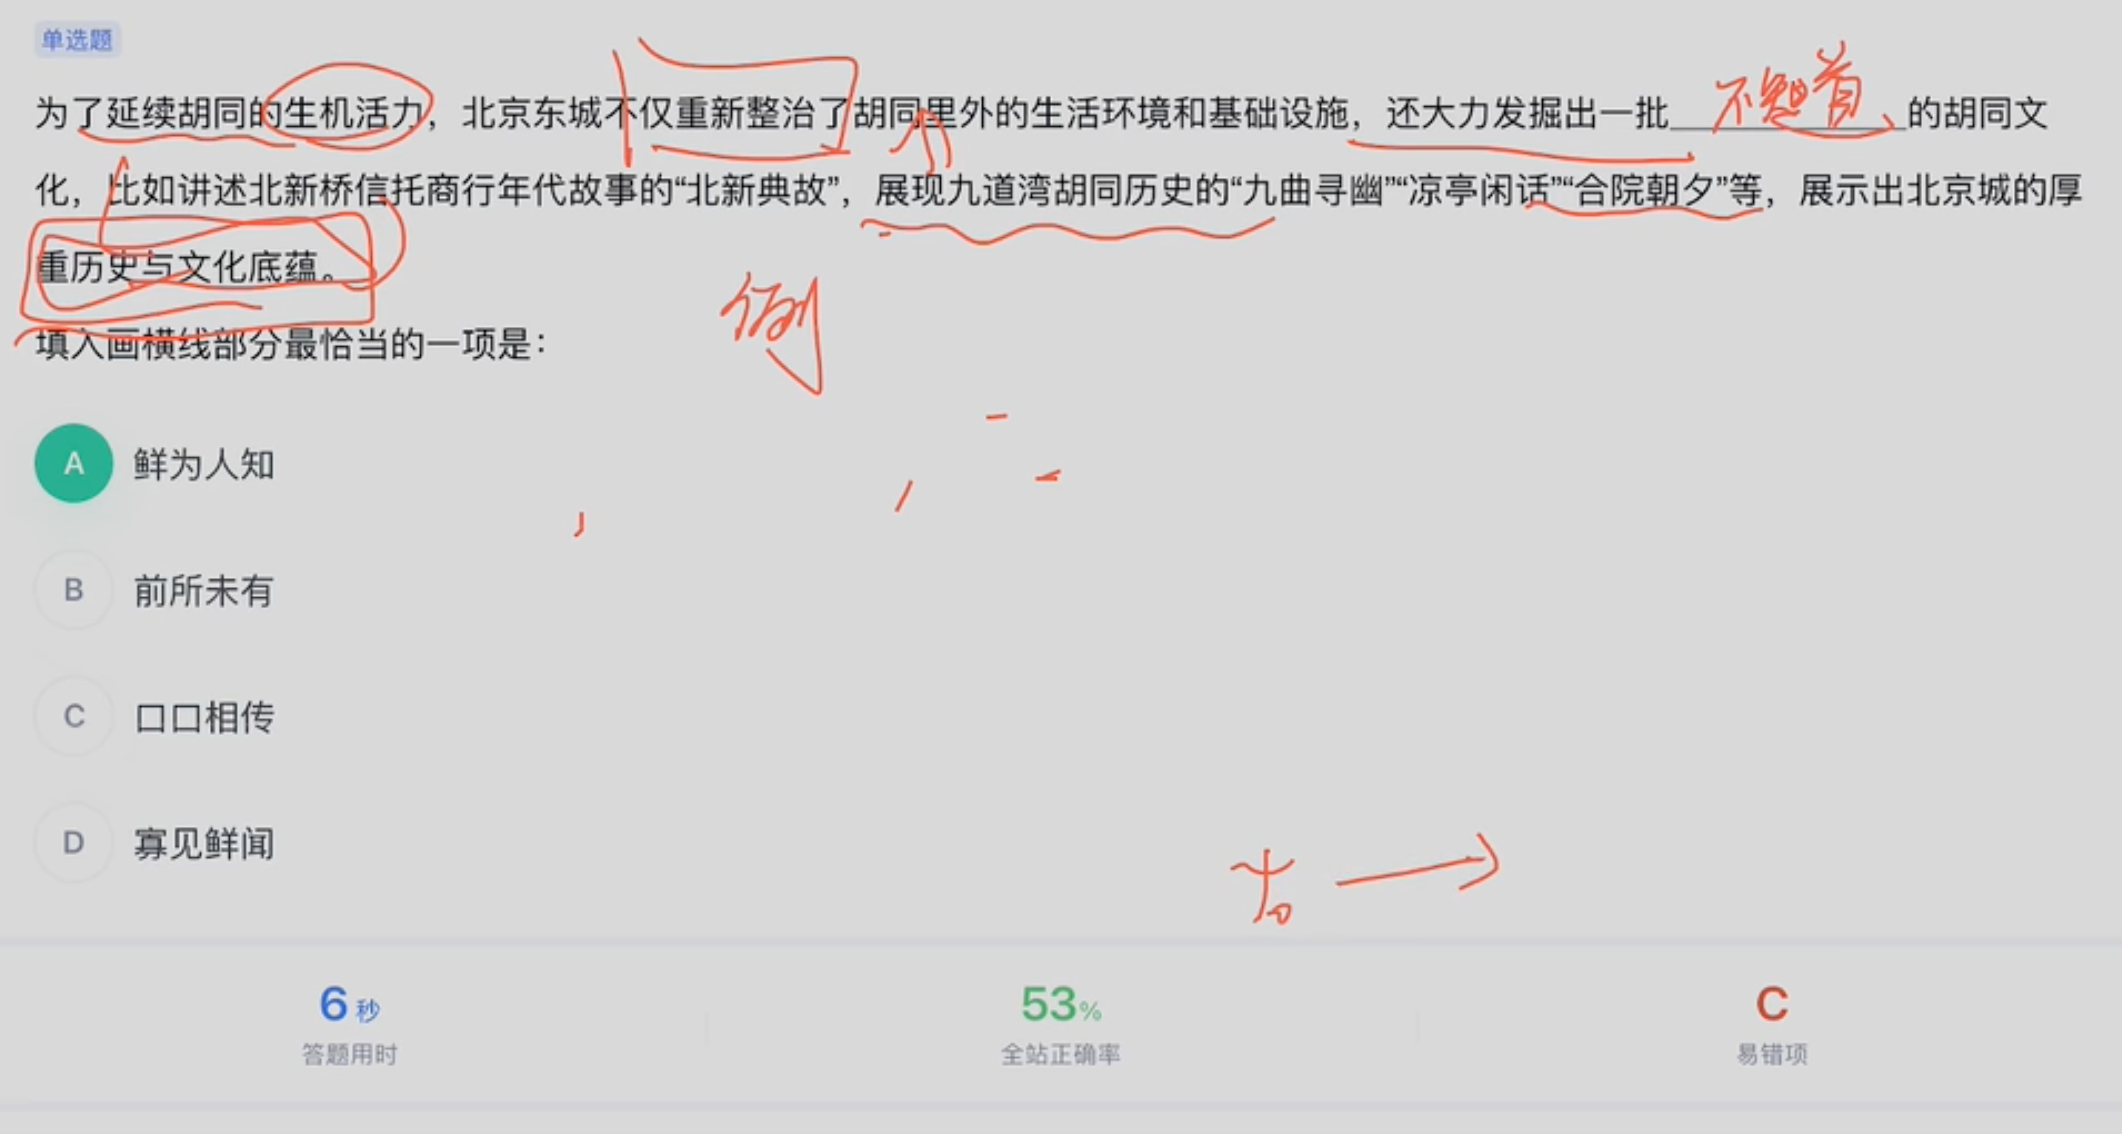 单选题
为了延续胡同的生机活力，北京东城不仅重新整治了胡同里外的生活环境和基础设施，还大力发掘出一批____________的胡同文
不知道
化，比如讲述北新桥信托商行年代故事的“北新典故”，展现九道湾胡同历史的“九曲寻幽”“凉亭闲话”“合院朝夕”等，展示出北京城的厚
重历史与文化底蕴。
例
填入画横线部分最恰当的一项是：
A 鲜为人知
B 前所未有
C 口口相传
D 寡见鲜闻
6秒
53%
C
答题用时
全站正确率
易错项